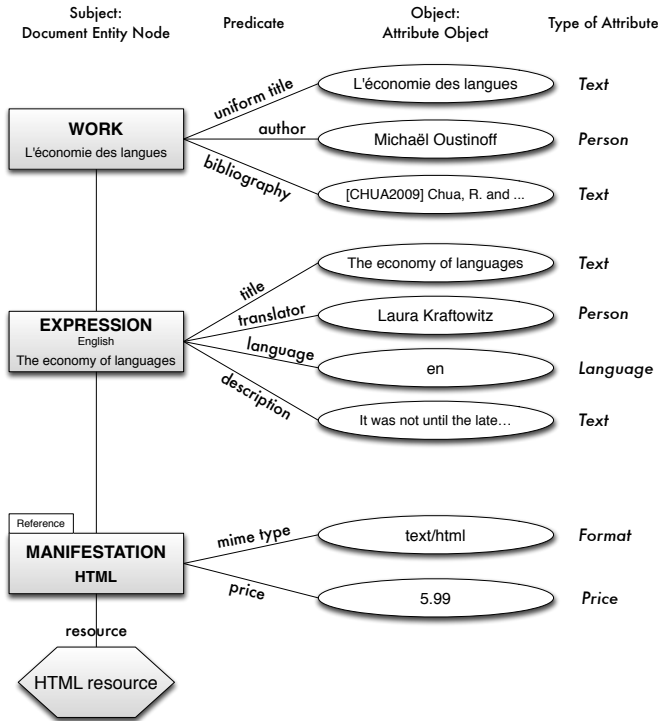 Subject:
Document Entity Node
Predicate
Object:
Attribute Object
Type of Attribute
WORK
L'économie des langues
uniform title
L'économie des langues
Text
author
Michaël Oustinoff
Person
bibliography
[CHUA2009] Chua, R. and ...
Text
EXPRESSION
English
The economy of languages
title
The economy of languages
Text
translator
Laura Kraftowitz
Person
language
en
Language
description
It was not until the late…
Text
Reference
MANIFESTATION
HTML
mime type
text/html
Format
price
5.99
Price
resource
HTML resource